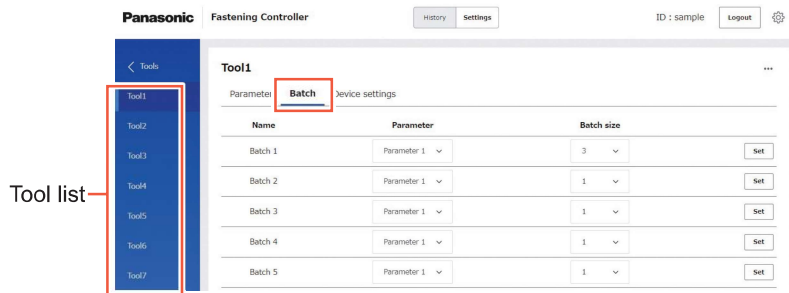 Panasonic Fastening Controller History Settings ID : sample Logout
Tools
Tool1 ...
Parameter Batch Device settings
Tool1
Name Parameter Batch size
Tool2
Batch 1 Parameter 1 3 Set
Tool3
Batch 2 Parameter 1 1 Set
Tool4
Tool list
Batch 3 Parameter 1 1 Set
Tool5
Batch 4 Parameter 1 1 Set
Tool6
Batch 5 Parameter 1 1 Set
Tool7